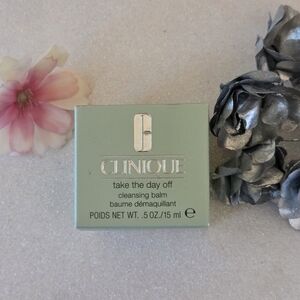 CLINIQUE
take the day off
cleansing balm
baume démaquillant
POIDS NET WT. .5 OZ./15 ml ℮